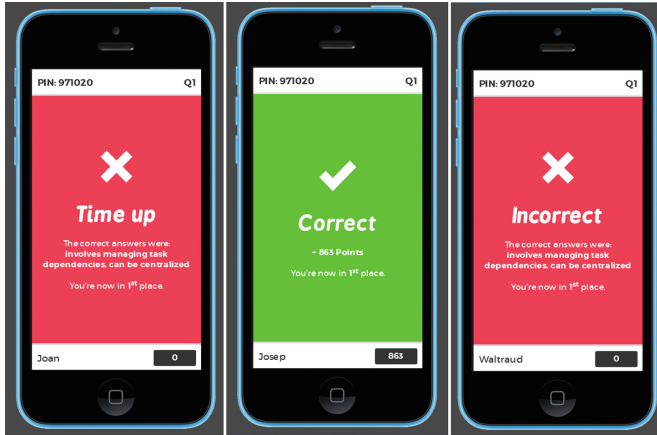 PIN: 971020 Q1
Time up
The correct answers were:
involves managing task
dependencies, can be centralized
You're now in 1st place.
Joan 0
PIN: 971020 Q1
Correct
+ 863 Points
You're now in 1st place.
Josep 863
PIN: 971020 Q1
Incorrect
The correct answers were:
involves managing task
dependencies, can be centralized
You're now in 1st place.
Waltraud 0